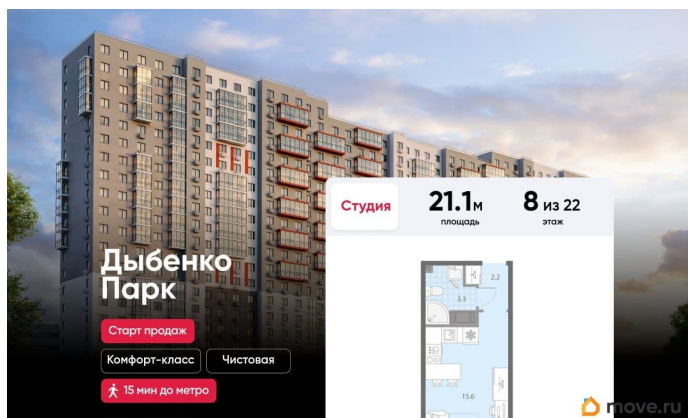 Студия
21.1м
площадь
8 из 22
этаж
Дыбенко
Парк
Старт продаж
Комфорт-класс
Чистовая
15 мин до метро
2.2
3.3
15.6
move.ru